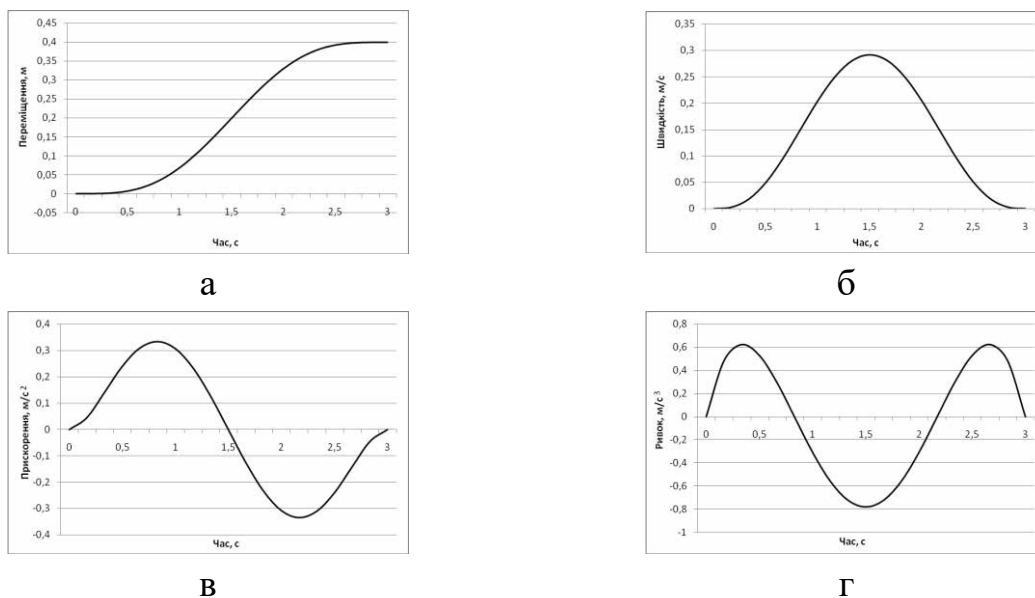 0,45
0,4
0,35
0,3
0,25
0,2
0,15
0,1
0,05
0
-0,05
Переміщення, м
0 0,5 1 1,5 2 2,5 3
Час, с
а
0,35
0,3
0,25
0,2
0,15
0,1
0,05
0
Швидкість, м/с
0 0,5 1 1,5 2 2,5 3
Час, с
б
0,4
0,3
0,2
0,1
0
-0,1
-0,2
-0,3
-0,4
Прискорення, м/с 2
0 0,5 1 1,5 2 2,5 3
Час, с
в
0,8
0,6
0,4
0,2
0
-0,2
-0,4
-0,6
-0,8
-1
Ривок, м/с 3
0 0,5 1 1,5 2 2,5 3
Час, с
г